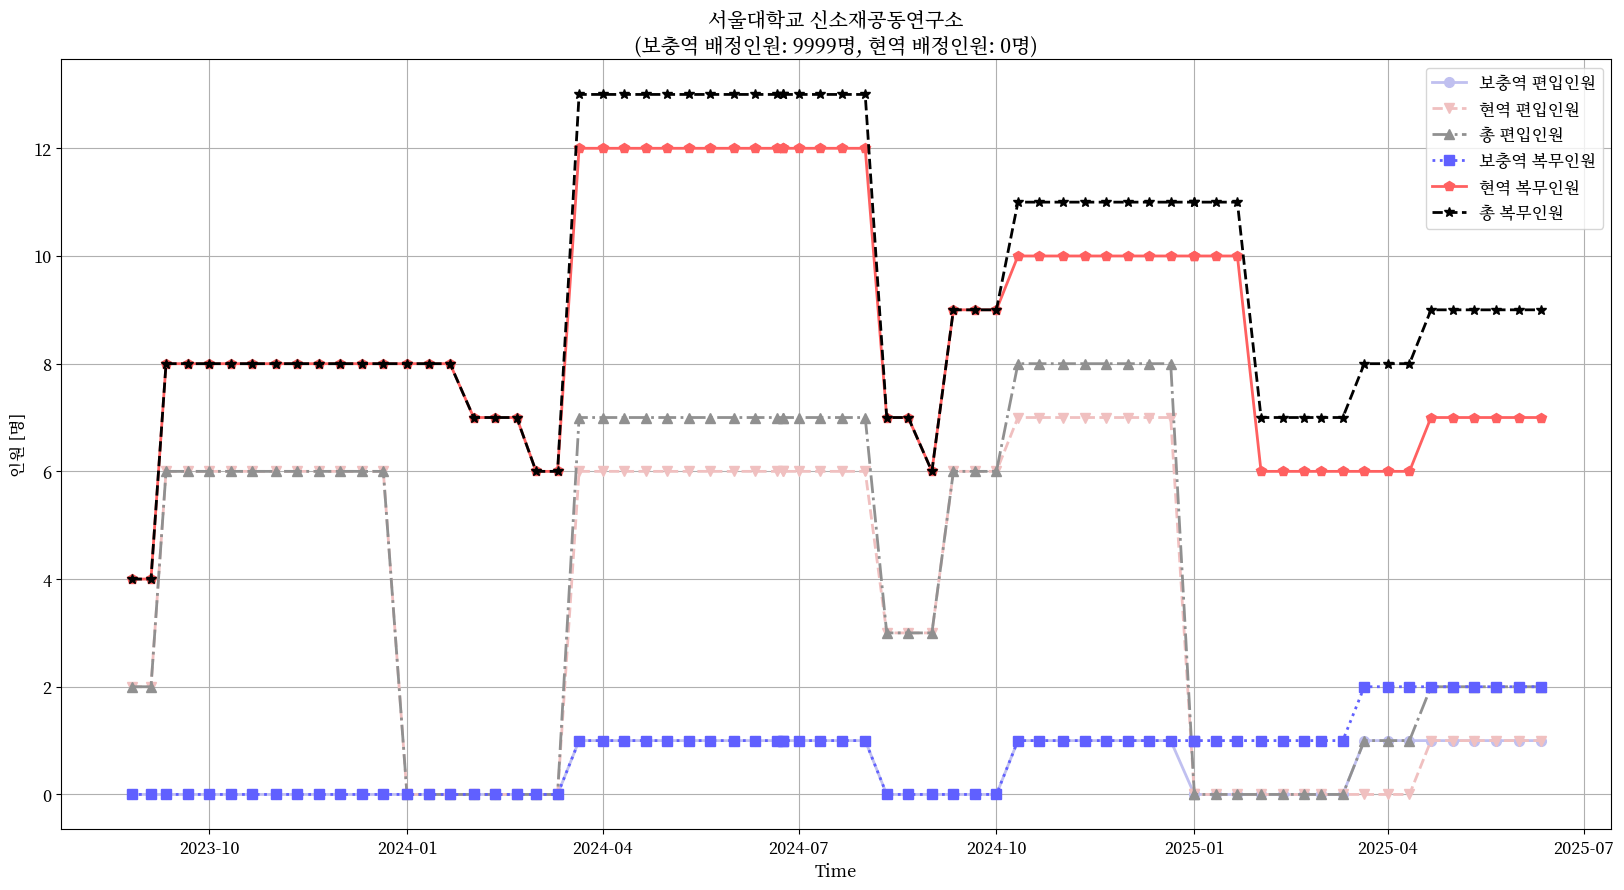 서울대학교 신소재공동연구소
(보충역 배정인원: 9999명, 현역 배정인원: 0명)
보충역 편입인원
현역 편입인원
총 편입인원
보충역 복무인원
현역 복무인원
총 복무인원
인원 [명]
12
10
8
6
4
2
0
2023-10
2024-01
2024-04
2024-07
2024-10
2025-01
2025-04
2025-07
Time